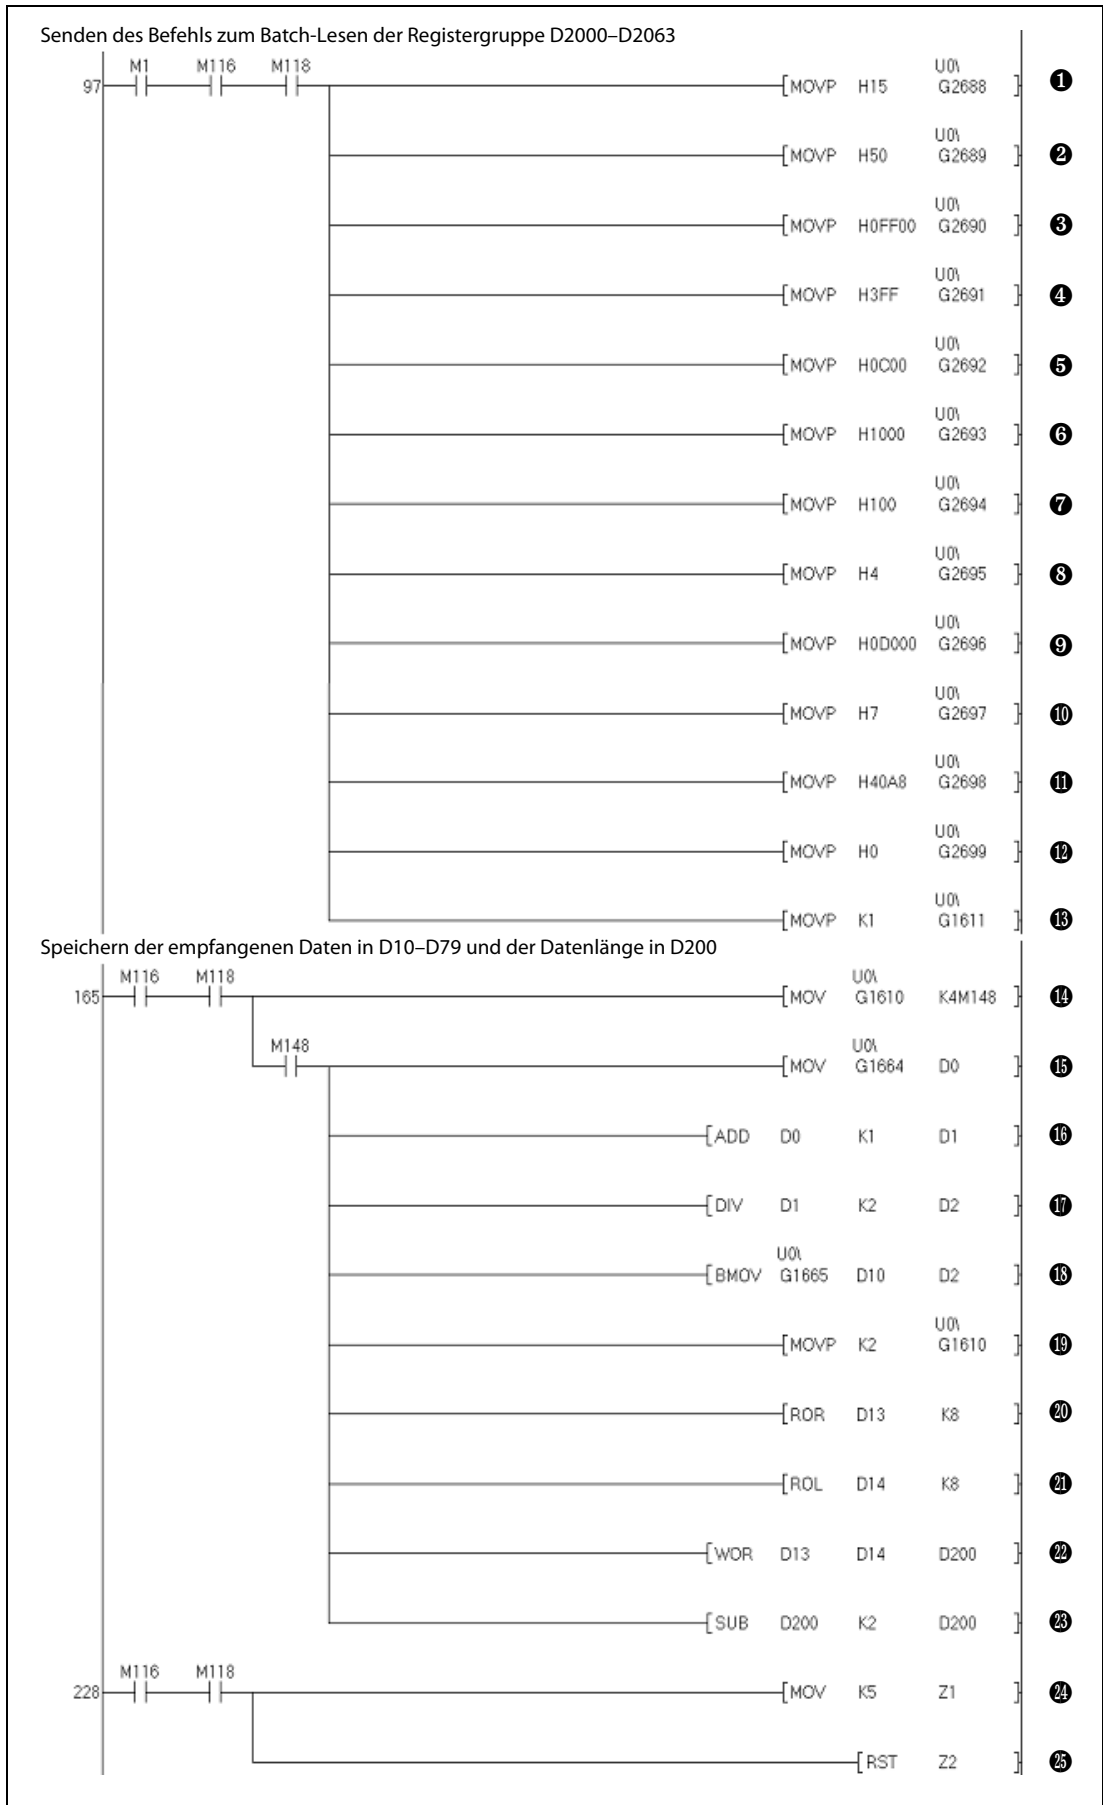 Senden des Befehls zum Batch-Lesen der Registergruppe D2000–D2063
M1 M116 M118 U0\
97 [MOVP H15 G2688 ] ❶
U0\
[MOVP H50 G2689 ] ❷
U0\
[MOVP H0FF00 G2690 ] ❸
U0\
[MOVP H3FF G2691 ] ❹
U0\
[MOVP H0C00 G2692 ] ❺
U0\
[MOVP H1000 G2693 ] ❻
U0\
[MOVP H100 G2694 ] ❼
U0\
[MOVP H4 G2695 ] ❽
U0\
[MOVP H0D000 G2696 ] ❾
U0\
[MOVP H7 G2697 ] ❿
U0\
[MOVP H40A8 G2698 ] ⓫
U0\
[MOVP H0 G2699 ] ⓬
U0\
[MOVP K1 G1611 ] ⓭
Speichern der empfangenen Daten in D10–D79 und der Datenlänge in D200
M116 M118 U0\
165 [MOV G1610 K4M148 ] ⓮
M148 U0\
[MOV G1664 D0 ] ⓯
[ADD D0 K1 D1 ] ⓰
[DIV D1 K2 D2 ] ⓱
U0\
[BMOV G1665 D10 D2 ] ⓲
U0\
[MOVP K2 G1610 ] ⓳
[ROR D13 K8 ] ⓴
[ROL D14 K8 ] 21
[WOR D13 D14 D200 ] 22
[SUB D200 K2 D200 ] 23
M116 M118
228 [MOV K5 Z1 ] 24
[RST Z2 ] 25